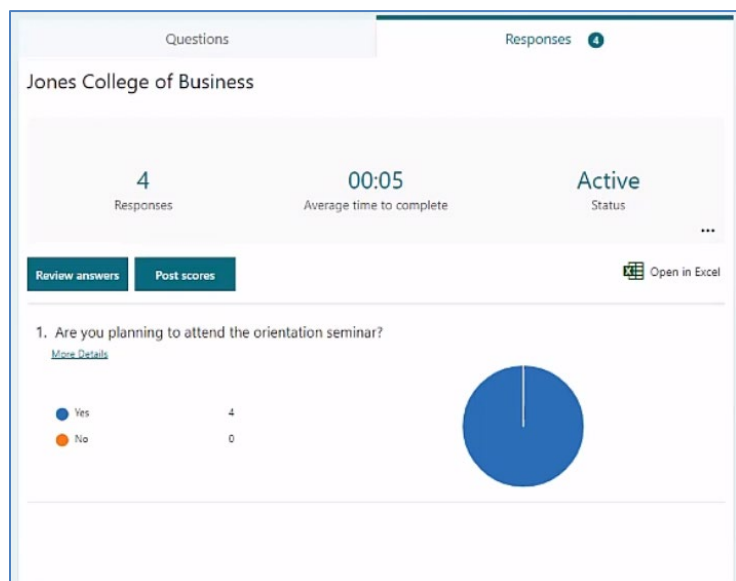 Questions
Responses 4
Jones College of Business
4
Responses
00:05
Average time to complete
Active
Status
...
Review answers
Post scores
Open in Excel
1. Are you planning to attend the orientation seminar?
More Details
Yes 4
No 0